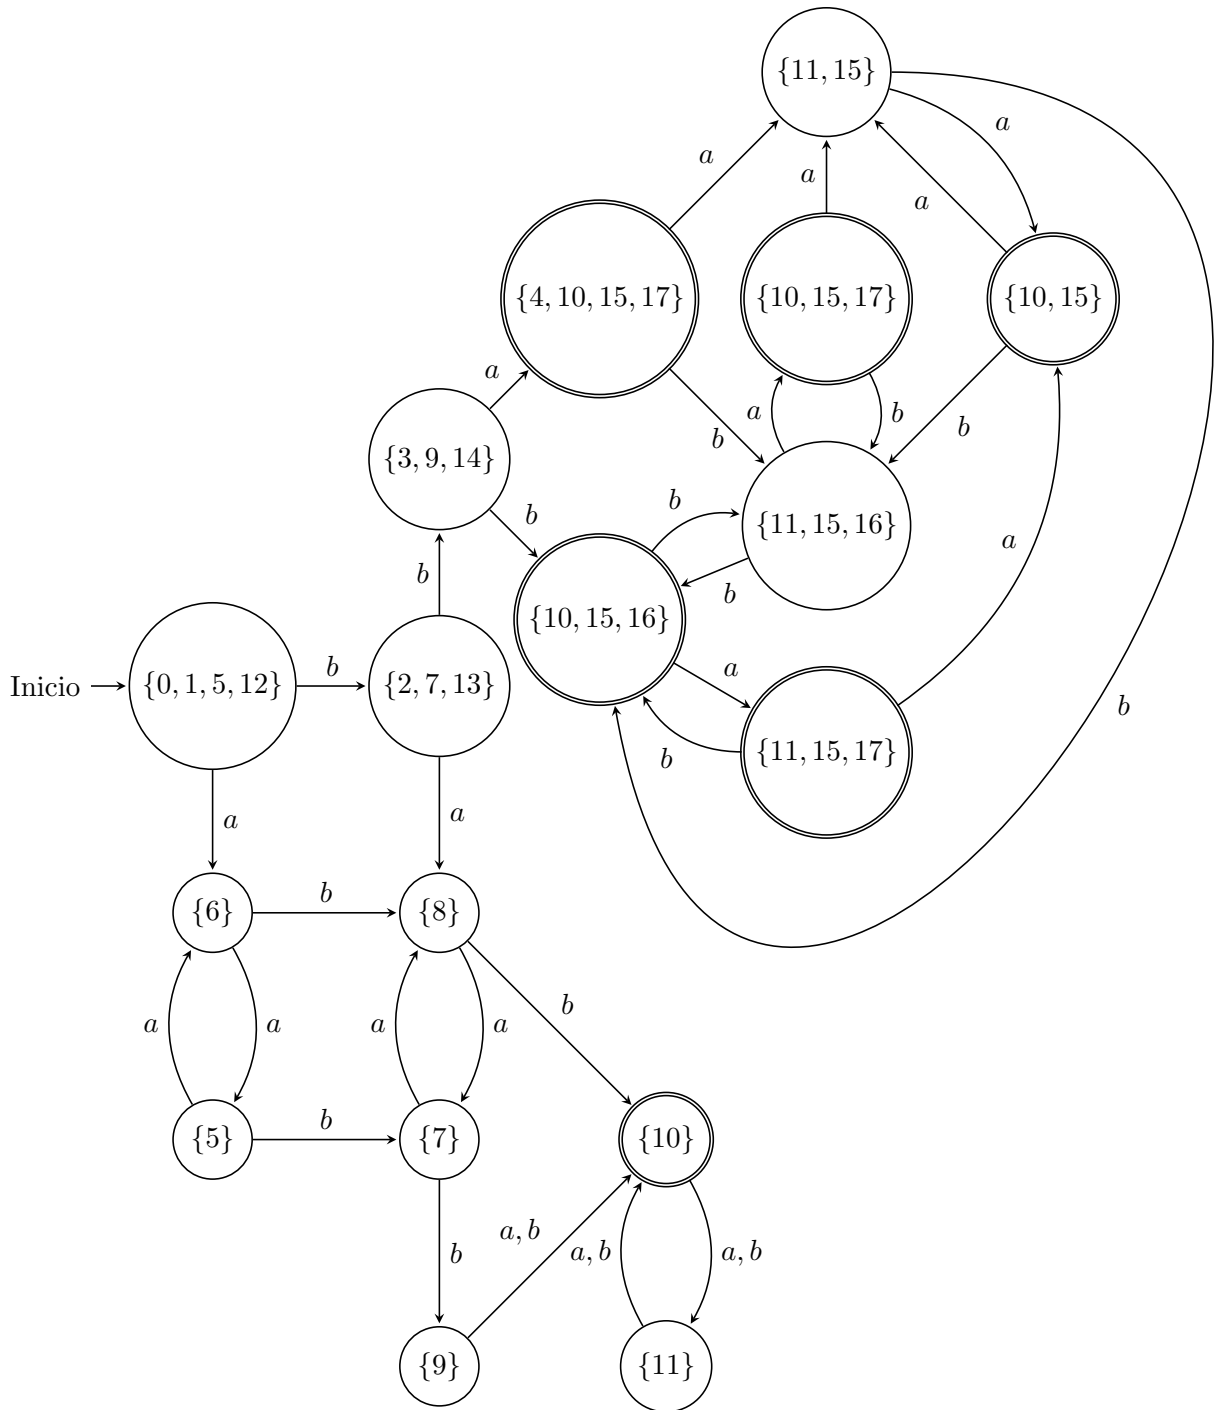 {11, 15}
a
a
a
a
{4, 10, 15, 17}
{10, 15, 17}
{10, 15}
a
a
b
b
b
{3, 9, 14}
b
b
{11, 15, 16}
a
b
b
{10, 15, 16}
a
Inicio
{0, 1, 5, 12}
b
{2, 7, 13}
b
b
{11, 15, 17}
a
a
{6}
b
{8}
b
a
a
a
a
{5}
b
{7}
{10}
a, b
b
a, b
a, b
{9}
{11}